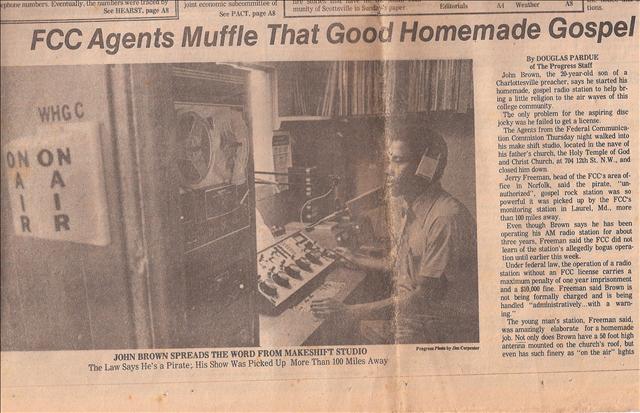 phone numbers. Eventually, the numbers were traced by
See HEARST, page A8
joint economic subcommittee of
See PACT, page A8
munity of Scottsville in Sunday's paper.
Editorials A4 Weather A8
tions.
FCC Agents Muffle That Good Homemade Gospel
WHGC
ON
AIR
ON
AIR
JOHN BROWN SPREADS THE WORD FROM MAKESHIFT STUDIO
Progress Photo by Jim Carpenter
The Law Says He's a Pirate; His Show Was Picked Up More Than 100 Miles Away
By DOUGLAS PARDUE
of The Progress Staff
John Brown, the 20-year-old son of a
Charlottesville preacher, says he started his
homemade, gospel radio station to help br-
ing a little religion to the air waves of this
college community.
The only problem for the aspiring disc
jocky was he failed to get a license.
The Agents from the Federal Communica-
tion Commision Thursday night walked into
his make shift studio, located in the nave of
his father's church, the Holy Temple of God
and Christ Church, at 704 12th St. N.W., and
closed him down.
Jerry Freeman, head of the FCC's area of-
fice in Norfolk, said the pirate, "un-
authorized", gospel rock station was so
powerful it was picked up by the FCC's
monitoring station in Laurel, Md., more
than 100 miles away.
Even though Brown says he has been
operating his AM radio station for about
three years, Freeman said the FCC did not
learn of the station's allegedly bogus opera-
tion until earlier this week.
Under federal law, the operation of a radio
station without an FCC license carries a
maximum penalty of one year imprisonment
and a $10,000 fine. Freeman said Brown is
not being formally charged and is being
handled "administratively...with a warn-
ing."
The young man's station, Freeman said,
was amazingly elaborate for a homemade
job. Not only does Brown have a 50 foot high
antenna mounted on the church's roof, but
even has such finery as "on the air" lights